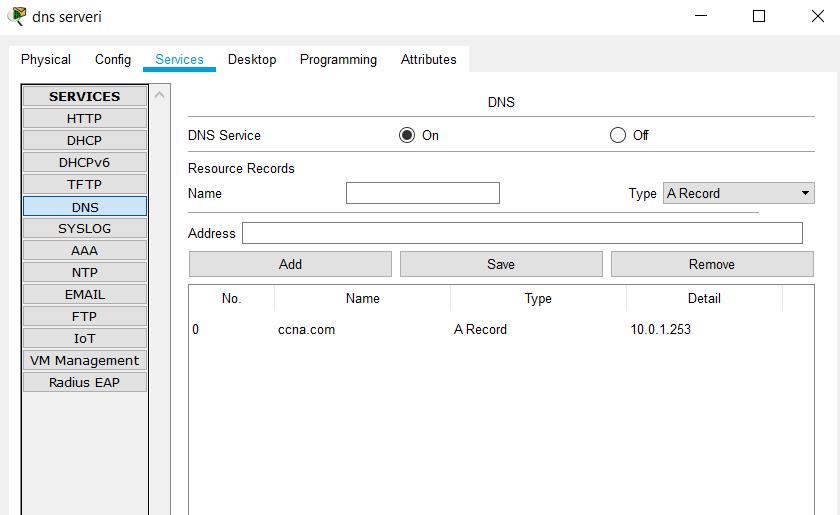 dns serveri
Physical Config Services Desktop Programming Attributes
SERVICES
HTTP
DHCP
DHCPv6
TFTP
DNS
SYSLOG
AAA
NTP
EMAIL
FTP
IoT
VM Management
Radius EAP
DNS
DNS Service On Off
Resource Records
Name Type A Record
Address
Add Save Remove
No. Name Type Detail
0 ccna.com A Record 10.0.1.253